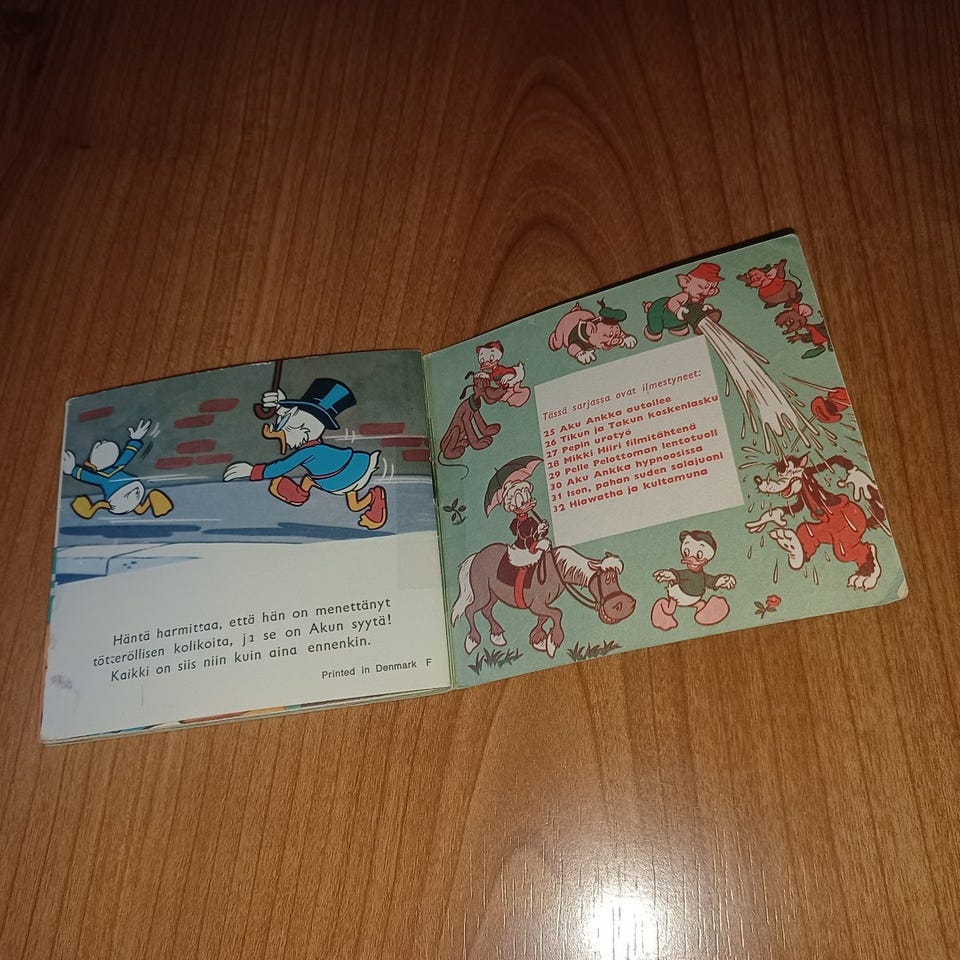 Häntä harmittaa, että hän on menettänyt
tötteröllisen kolikoita, ja se on Akun syytä!
Kaikki on siis niin kuin aina ennenkin.
Printed in Denmark F
Tässä sarjassa ovat ilmestyneet:
25 Aku Ankka autoilee
26 Tikun ja Takun koskenlasku
27 Pepin urotyö
28 Mikki Hiiri filmitähtenä
29 Pelle Pelottoman lentotuoli
30 Aku Ankka hypnoosissa
31 Ison, pahan suden salajuoni
32 Hiawatha ja kultamuna